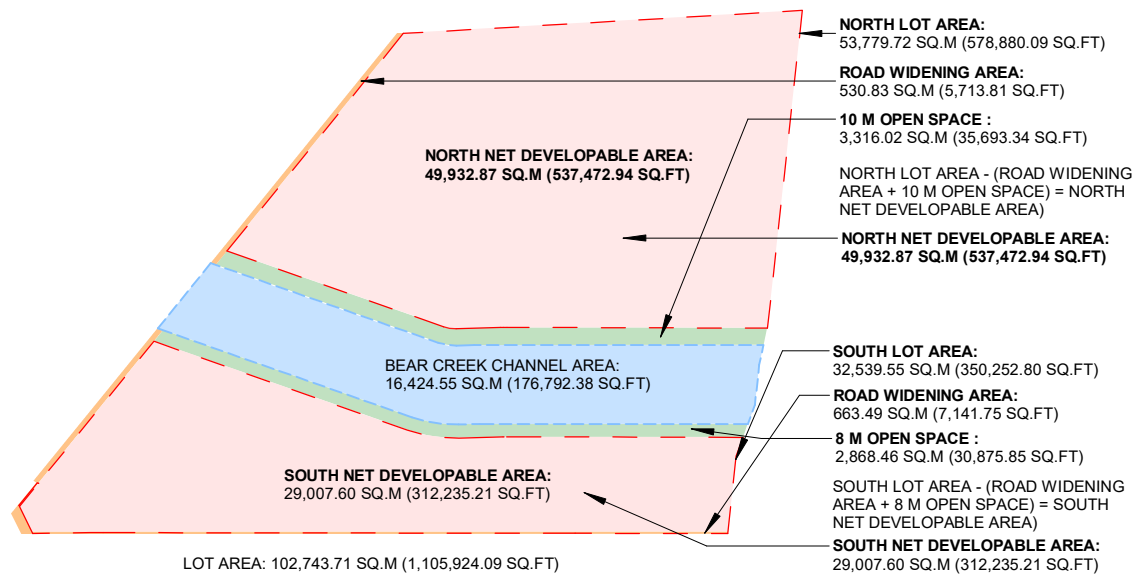 NORTH LOT AREA:
53,779.72 SQ.M (578,880.09 SQ.FT)
ROAD WIDENING AREA:
530.83 SQ.M (5,713.81 SQ.FT)
10 M OPEN SPACE :
3,316.02 SQ.M (35,693.34 SQ.FT)
NORTH LOT AREA - (ROAD WIDENING
AREA + 10 M OPEN SPACE) = NORTH
NET DEVELOPABLE AREA)
NORTH NET DEVELOPABLE AREA:
49,932.87 SQ.M (537,472.94 SQ.FT)
NORTH NET DEVELOPABLE AREA:
49,932.87 SQ.M (537,472.94 SQ.FT)
BEAR CREEK CHANNEL AREA:
16,424.55 SQ.M (176,792.38 SQ.FT)
SOUTH LOT AREA:
32,539.55 SQ.M (350,252.80 SQ.FT)
ROAD WIDENING AREA:
663.49 SQ.M (7,141.75 SQ.FT)
8 M OPEN SPACE :
2,868.46 SQ.M (30,875.85 SQ.FT)
SOUTH LOT AREA - (ROAD WIDENING
AREA + 8 M OPEN SPACE) = SOUTH
NET DEVELOPABLE AREA)
SOUTH NET DEVELOPABLE AREA:
29,007.60 SQ.M (312,235.21 SQ.FT)
SOUTH NET DEVELOPABLE AREA:
29,007.60 SQ.M (312,235.21 SQ.FT)
LOT AREA: 102,743.71 SQ.M (1,105,924.09 SQ.FT)